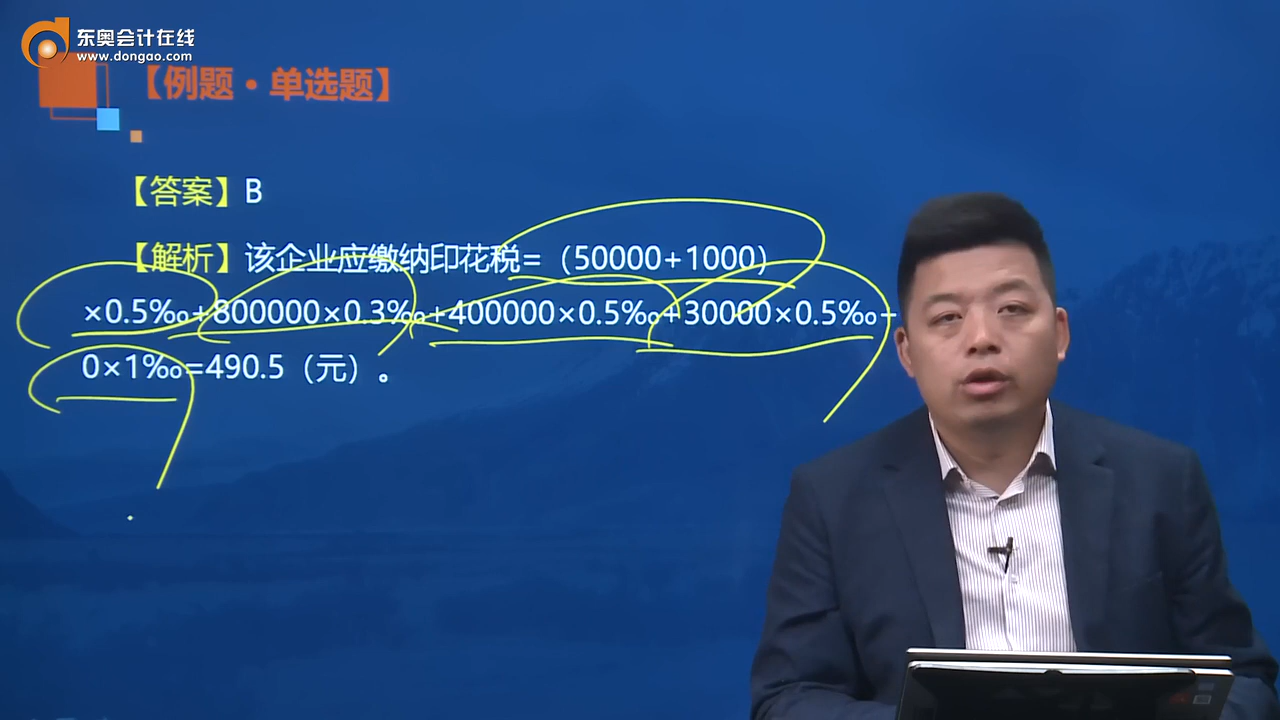 东奥会计在线
www.dongao.com
【例题·单选题】
【答案】B
【解析】该企业应缴纳印花税=（50000+1000）
×0.5‰+800000×0.3‰+400000×0.5‰+30000×0.5‰+
0×1‰=490.5（元）。